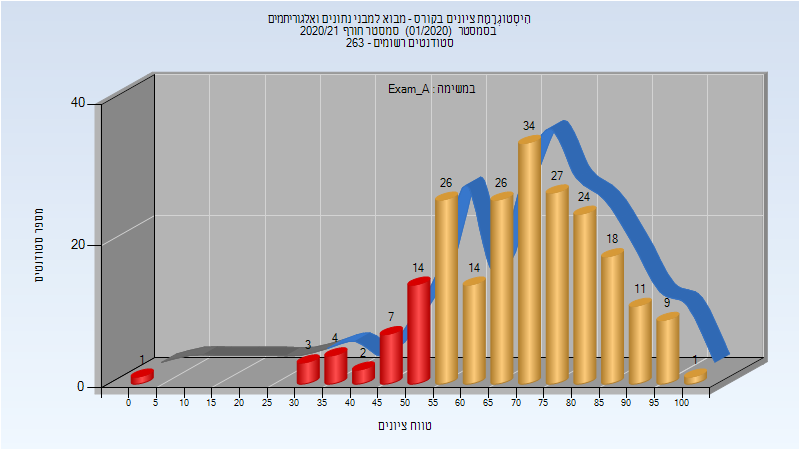 הִיסְטוֹגְרָמַת ציונים בקורס - מבוא למבני נתונים ואלגוריתמים
בסמסטר (01/2020) סמסטר חורף 2020/21
סטודנטים רשומים - 263
במשימה : Exam_A
40
20
0
מספר סטודנטים
1 3 4 2 7 14 26 14 26 34 27 24 18 11 9 1
0 5 10 15 20 25 30 35 40 45 50 55 60 65 70 75 80 85 90 95 100
טווח ציונים